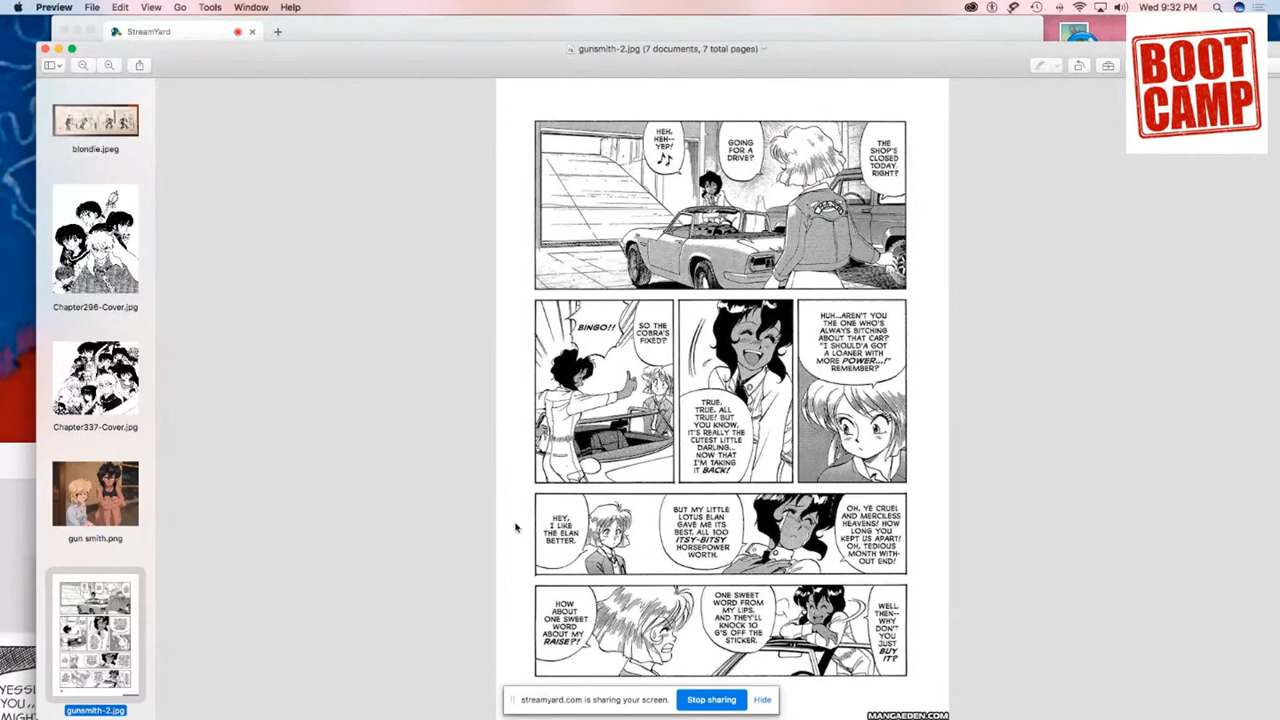 Preview File Edit View Go Tools Window Help Wed 9:32 PM
StreamYard
gunsmith-2.jpg (7 documents, 7 total pages)
BOOT
CAMP
blondie.jpeg
Chapter296-Cover.jpg
Chapter337-Cover.jpg
gun smith.png
gunsmith-2.jpg
THE
SHOP'S
CLOSED
TODAY,
RIGHT?
GOING
FOR A
DRIVE?
HEH,
HEH--
YEP!
HUH...AREN'T YOU
THE ONE WHO'S
ALWAYS BITCHING
ABOUT THAT CAR?
"I SHOULD'A GOT
A LOANER WITH
MORE POWER...!"
REMEMBER?
TRUE,
TRUE, ALL
TRUE! BUT
YOU KNOW,
IT'S REALLY THE
CUTEST LITTLE
DARLING...
NOW THAT
I'M TAKING
IT BACK!
SO THE
COBRA'S
FIXED?
BINGO!!
OH, YE CRUEL
AND MERCILESS
HEAVENS! HOW
LONG YOU
KEPT US APART!
OH, TEDIOUS
MONTH WITH-
OUT END!
BUT MY LITTLE
LOTUS ELAN
GAVE ME ITS
BEST. ALL 100
ITSY-BITSY
HORSEPOWER
WORTH.
HEY,
I LIKE
THE ELAN
BETTER.
WELL,
THEN--
WHY
DON'T
YOU
JUST
BUY
IT?
ONE SWEET
WORD FROM
MY LIPS,
AND THEY'LL
KNOCK 10
G'S OFF THE
STICKER.
HOW
ABOUT
ONE SWEET
WORD
ABOUT MY
RAISE?!
streamyard.com is sharing your screen. Stop sharing Hide
MANGAEDEN.COM